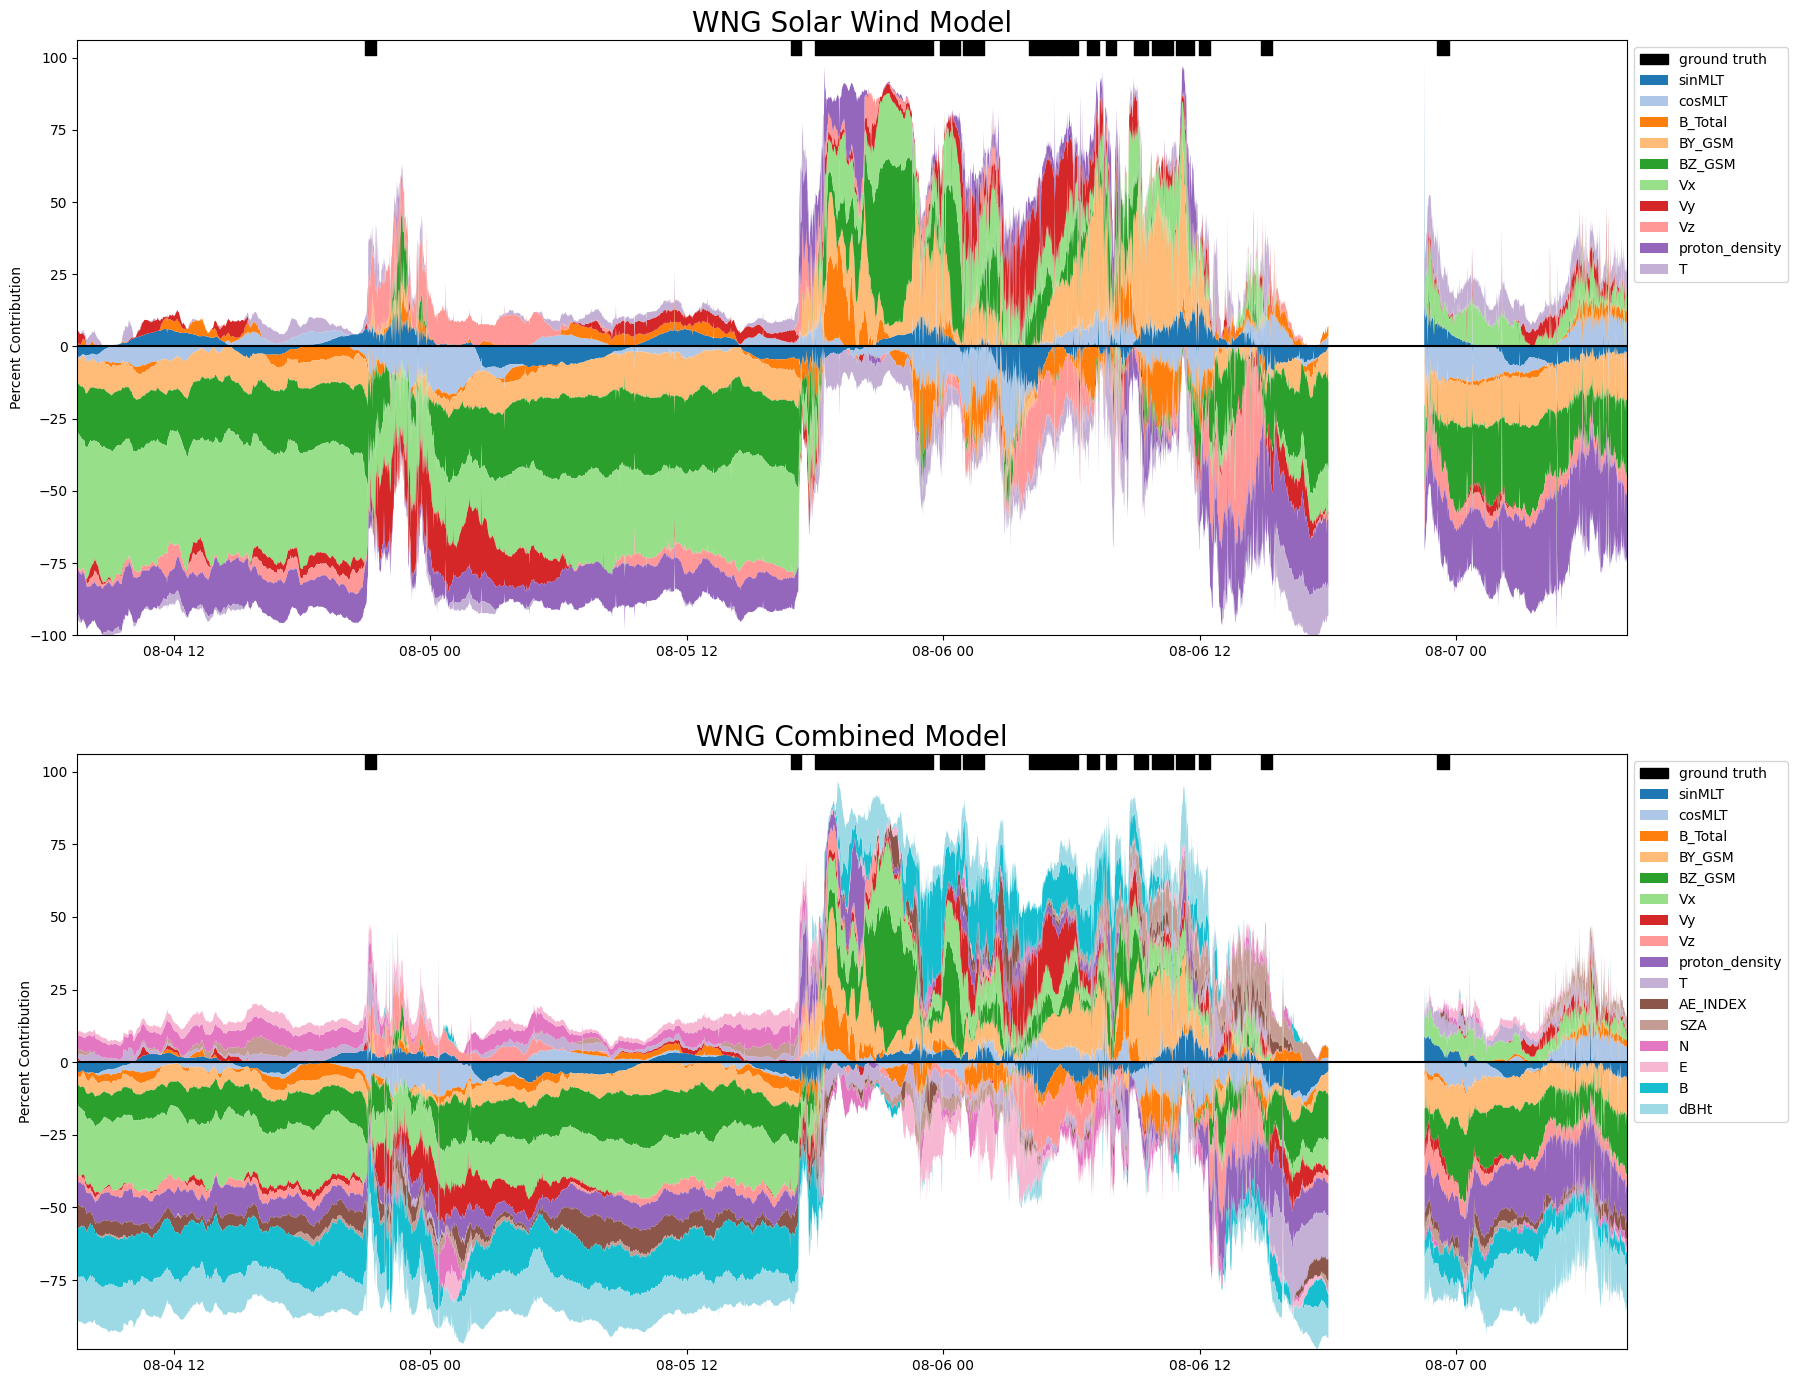 WNG Solar Wind Model
Percent Contribution
100
75
50
25
0
−25
−50
−75
−100
08-04 12
08-05 00
08-05 12
08-06 00
08-06 12
08-07 00
ground truth
sinMLT
cosMLT
B_Total
BY_GSM
BZ_GSM
Vx
Vy
Vz
proton_density
T
WNG Combined Model
Percent Contribution
100
75
50
25
0
−25
−50
−75
08-04 12
08-05 00
08-05 12
08-06 00
08-06 12
08-07 00
ground truth
sinMLT
cosMLT
B_Total
BY_GSM
BZ_GSM
Vx
Vy
Vz
proton_density
T
AE_INDEX
SZA
N
E
B
dBHt